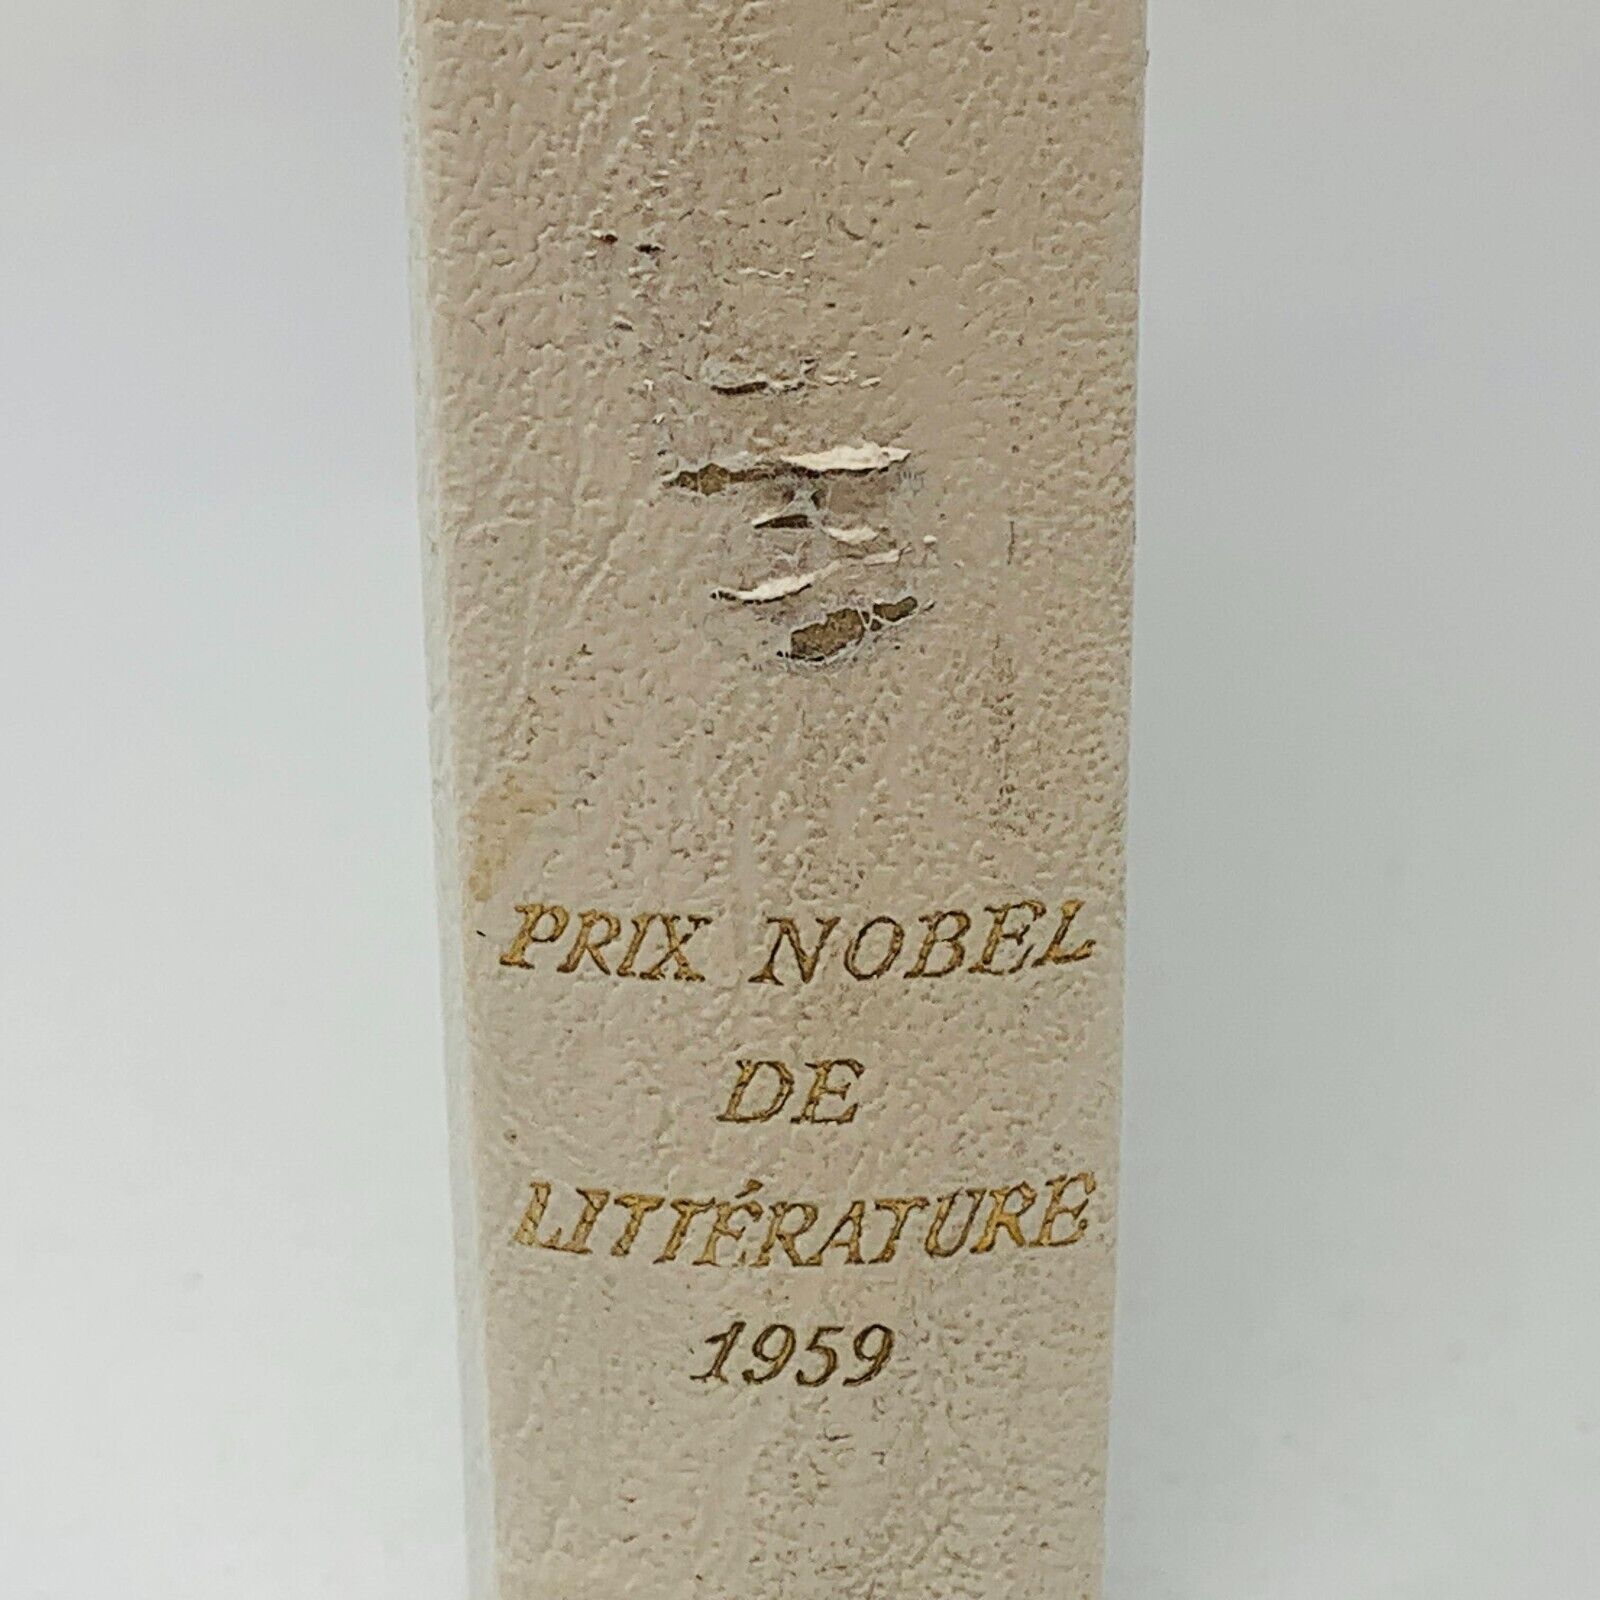 PRIX NOBEL
DE
LITTÉRATURE
1959